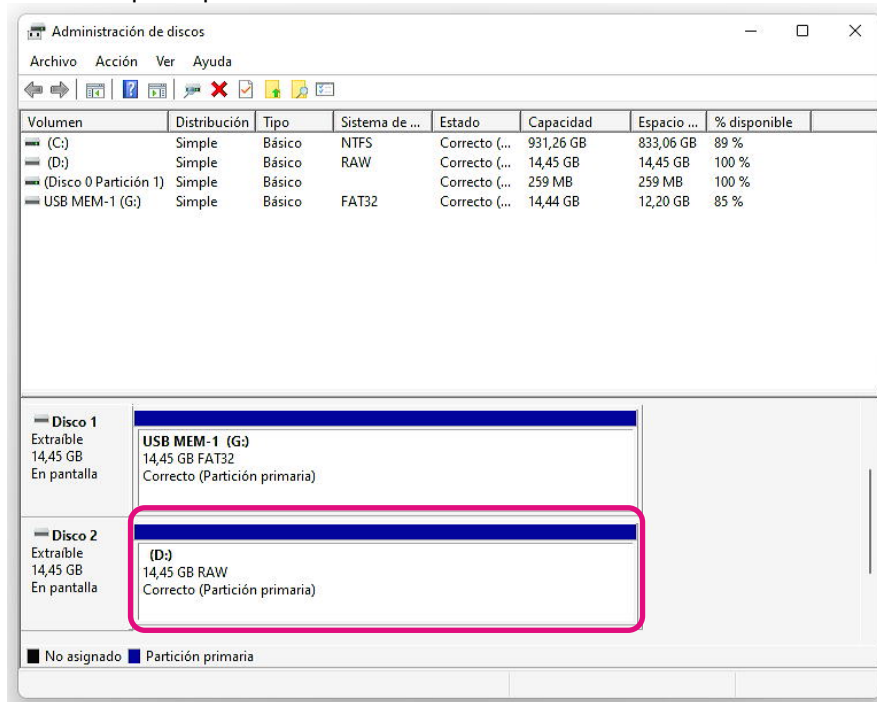 Administración de discos
Archivo Acción Ver Ayuda
Volumen Distribución Tipo Sistema de ... Estado Capacidad Espacio ... % disponible
(C:) Simple Básico NTFS Correcto (... 931,26 GB 833,06 GB 89 %
(D:) Simple Básico RAW Correcto (... 14,45 GB 14,45 GB 100 %
(Disco 0 Partición 1) Simple Básico Correcto (... 259 MB 259 MB 100 %
USB MEM-1 (G:) Simple Básico FAT32 Correcto (... 14,44 GB 12,20 GB 85 %
Disco 1
Extraíble
14,45 GB
En pantalla
USB MEM-1 (G:)
14,45 GB FAT32
Correcto (Partición primaria)
Disco 2
Extraíble
14,45 GB
En pantalla
(D:)
14,45 GB RAW
Correcto (Partición primaria)
No asignado Partición primaria